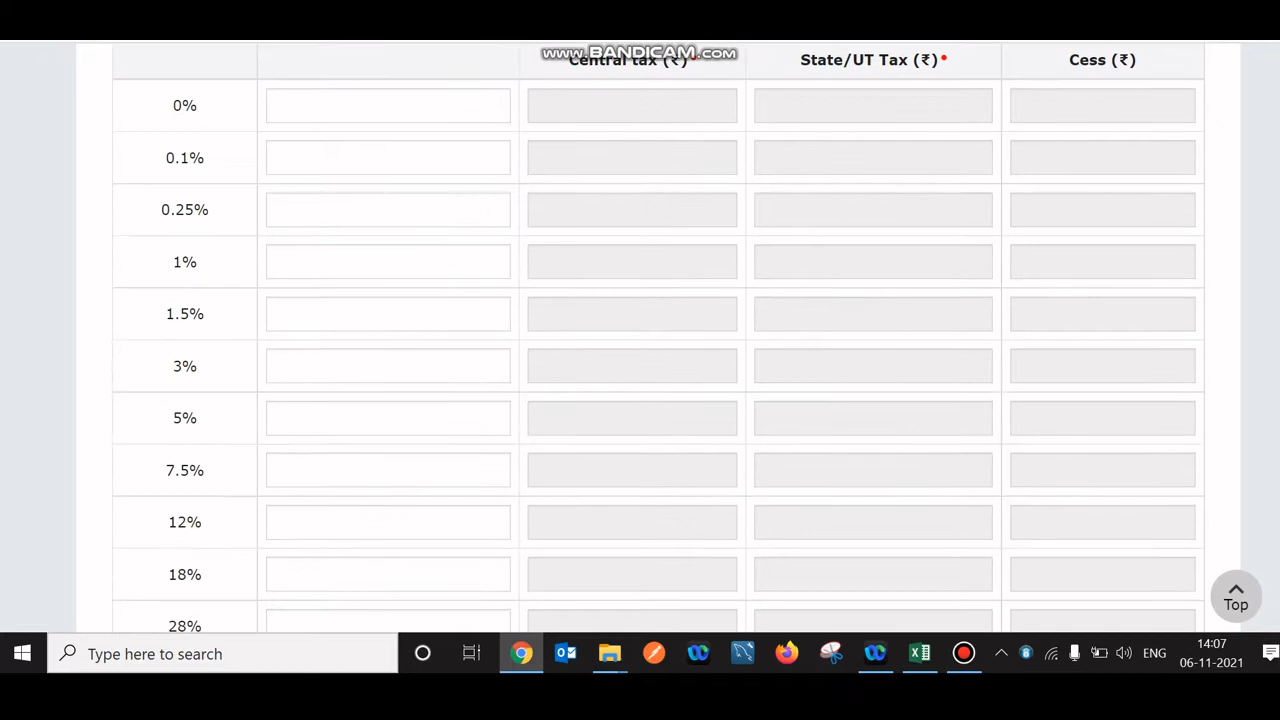 www.BANDICAM.com
Central tax (₹)• State/UT Tax (₹)• Cess (₹)
0%
0.1%
0.25%
1%
1.5%
3%
5%
7.5%
12%
18%
28%
Top
Type here to search
ENG
14:07
06-11-2021